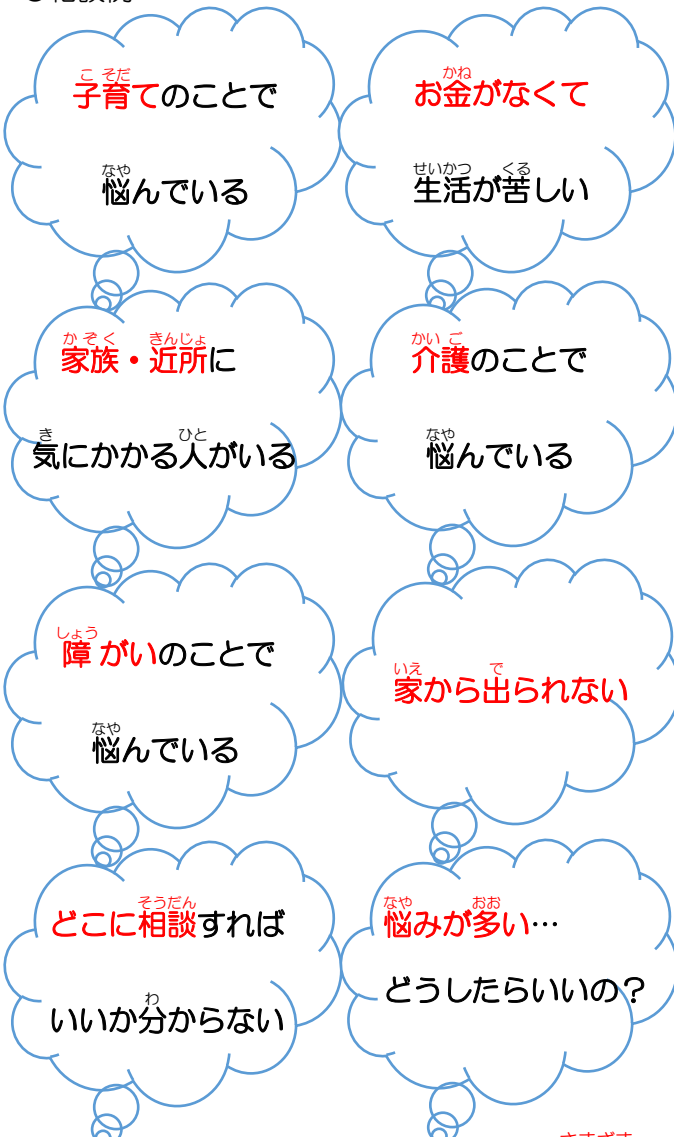 子育てのことで
悩んでいる
お金がなくて
生活が苦しい
家族・近所に
気にかかる人がいる
介護のことで
悩んでいる
障がいのことで
悩んでいる
家から出られない
どこに相談すれば
いいか分からない
悩みが多い…
どうしたらいいの？